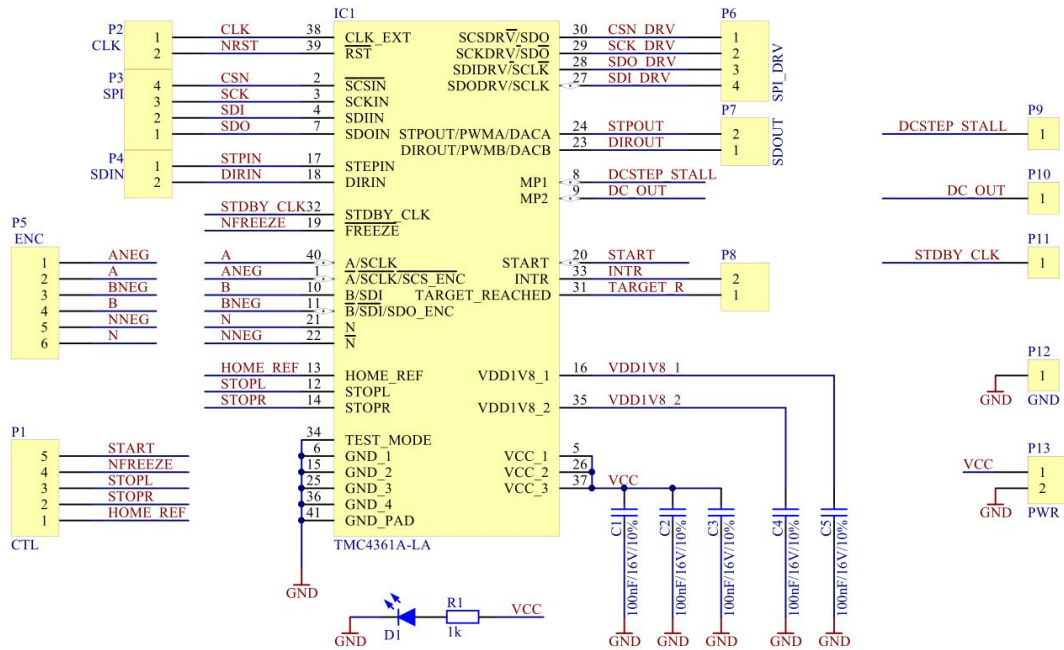 IC1
P2
CLK
1
2
CLK 38
NRST 39
CLK_EXT
RST
P3
SPI
4
3
2
1
CSN 2
SCK 3
SDI 4
SDO 7
SCSIN
SCKIN
SDIIN
SDOIN
P4
SDIN
1
2
STPIN 17
DIRIN 18
STEPIN
DIRIN
STDBY_CLK 32
NFREEZE 19
STDBY_CLK
FREEZE
P5
ENC
1 ANEG
2 A
3 BNEG
4 B
5 NNEG
6 N
A 40
ANEG 1
B 10
BNEG 11
N 21
NNEG 22
A/SCLK
A/SCLK/SCS_ENC
B/SDI
B/SDI/SDO_ENC
N
N
HOME_REF 13
STOPL 12
STOPR 14
HOME_REF
STOPL
STOPR
P1
5 START
4 NFREEZE
3 STOPL
2 STOPR
1 HOME_REF
CTL
34 TEST_MODE
6 GND_1
15 GND_2
25 GND_3
36 GND_4
41 GND_PAD
GND
TMC4361A-LA
SCSDRV/SDO 30 CSN_DRV 1
SCKDRV/SDO 29 SCK_DRV 2
SDIDRV/SCLK 28 SDO_DRV 3
SDODRV/SCLK 27 SDI_DRV 4
P6
SPI_DRV
STPOUT/PWMA/DACA 24 STPOUT 2
DIROUT/PWMB/DACB 23 DIROUT 1
P7
SDOUT
MP1 8 DCSTEP_STALL
MP2 9 DC_OUT
START 20 START
INTR 33 INTR 2
TARGET_REACHED 31 TARGET_R 1
P8
VDD1V8_1 16 VDD1V8_1
VDD1V8_2 35 VDD1V8_2
VCC_1 5
VCC_2 26
VCC_3 37 VCC
C1
100nF/16V/10%
C2
100nF/16V/10%
C3
100nF/16V/10%
C4
100nF/16V/10%
C5
100nF/16V/10%
GND
GND
GND
GND
GND
P9
DCSTEP_STALL 1
P10
DC_OUT 1
P11
STDBY_CLK 1
P12
1
GND
GND
P13
VCC 1
2
GND
PWR
GND
D1
R1
1k
VCC